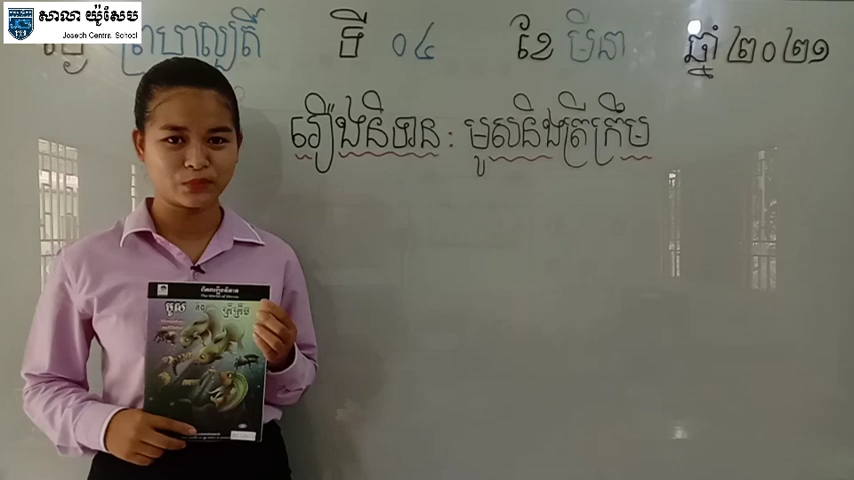 សាលា យ៉ូសែប
Joseph Central School
ថ្ងៃ ព្រហស្បតិ៍ ទី ០៤ ខែ មីនា ឆ្នាំ ២០២១
រឿងនិទាន : មូសនិងត្រីក្រឹម
មូស និង ត្រីក្រឹម